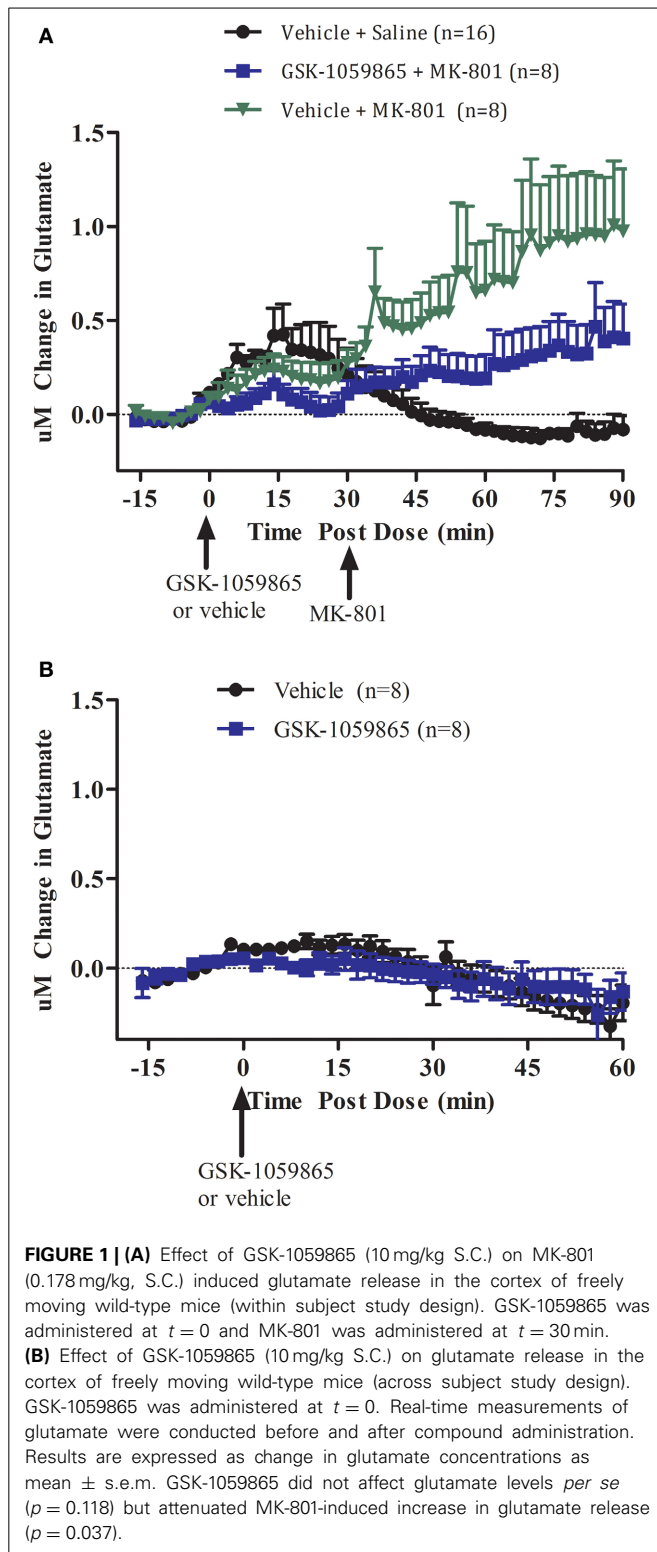 A
Vehicle + Saline (n=16)
GSK-1059865 + MK-801 (n=8)
Vehicle + MK-801 (n=8)
uM Change in Glutamate
1.5
1.0
0.5
0.0
-15 0 15 30 45 60 75 90
Time Post Dose (min)
GSK-1059865
or vehicle
MK-801
B
Vehicle (n=8)
GSK-1059865 (n=8)
uM Change in Glutamate
1.5
1.0
0.5
0.0
-15 0 15 30 45 60
Time Post Dose (min)
GSK-1059865
or vehicle
FIGURE 1 | (A) Effect of GSK-1059865 (10 mg/kg S.C.) on MK-801
(0.178 mg/kg, S.C.) induced glutamate release in the cortex of freely
moving wild-type mice (within subject study design). GSK-1059865 was
administered at t = 0 and MK-801 was administered at t = 30 min.
(B) Effect of GSK-1059865 (10 mg/kg S.C.) on glutamate release in the
cortex of freely moving wild-type mice (across subject study design).
GSK-1059865 was administered at t = 0. Real-time measurements of
glutamate were conducted before and after compound administration.
Results are expressed as change in glutamate concentrations as
mean ± s.e.m. GSK-1059865 did not affect glutamate levels per se
(p = 0.118) but attenuated MK-801-induced increase in glutamate release
(p = 0.037).